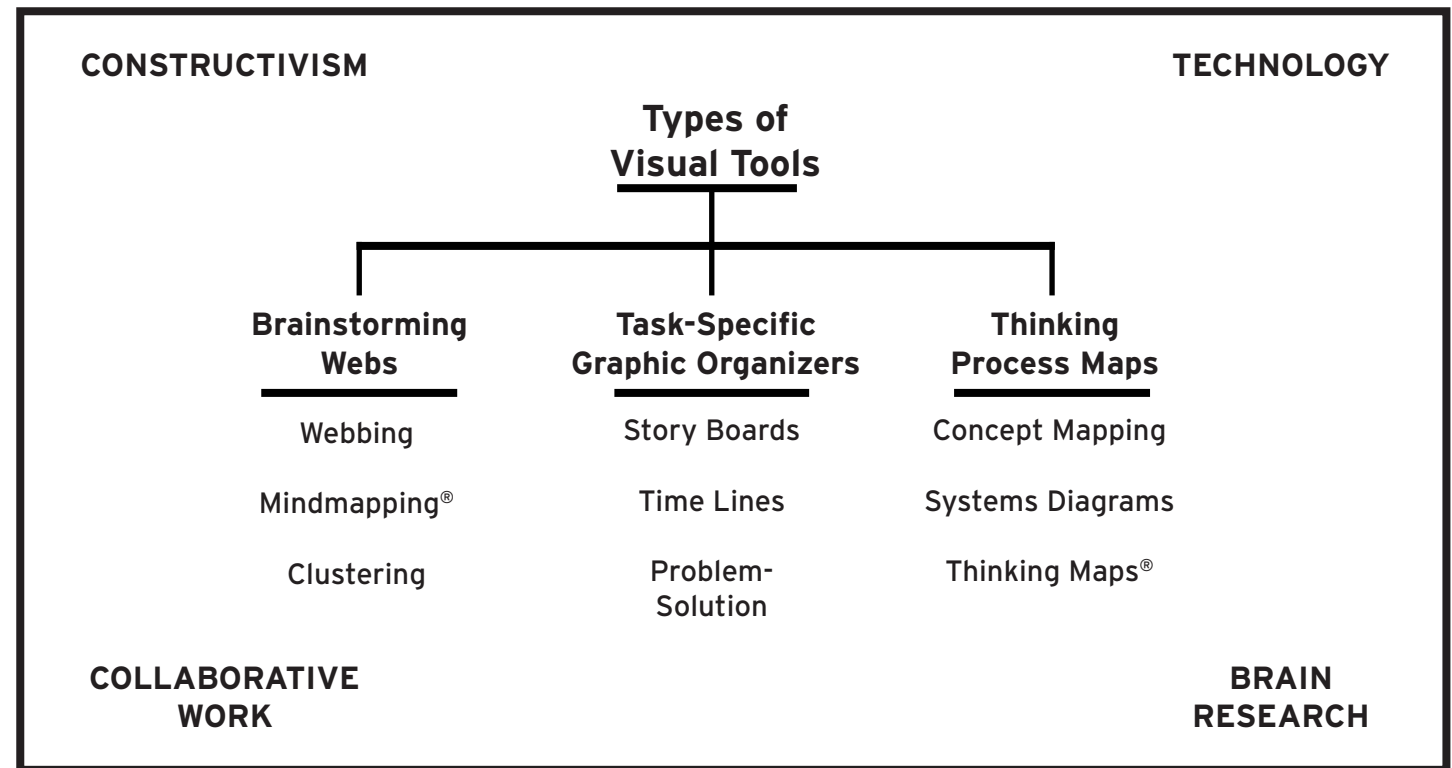 CONSTRUCTIVISM
TECHNOLOGY
Types of
Visual Tools
Brainstorming
Webs
Webbing
Mindmapping®
Clustering
Task-Specific
Graphic Organizers
Story Boards
Time Lines
Problem-
Solution
Thinking
Process Maps
Concept Mapping
Systems Diagrams
Thinking Maps®
COLLABORATIVE
WORK
BRAIN
RESEARCH